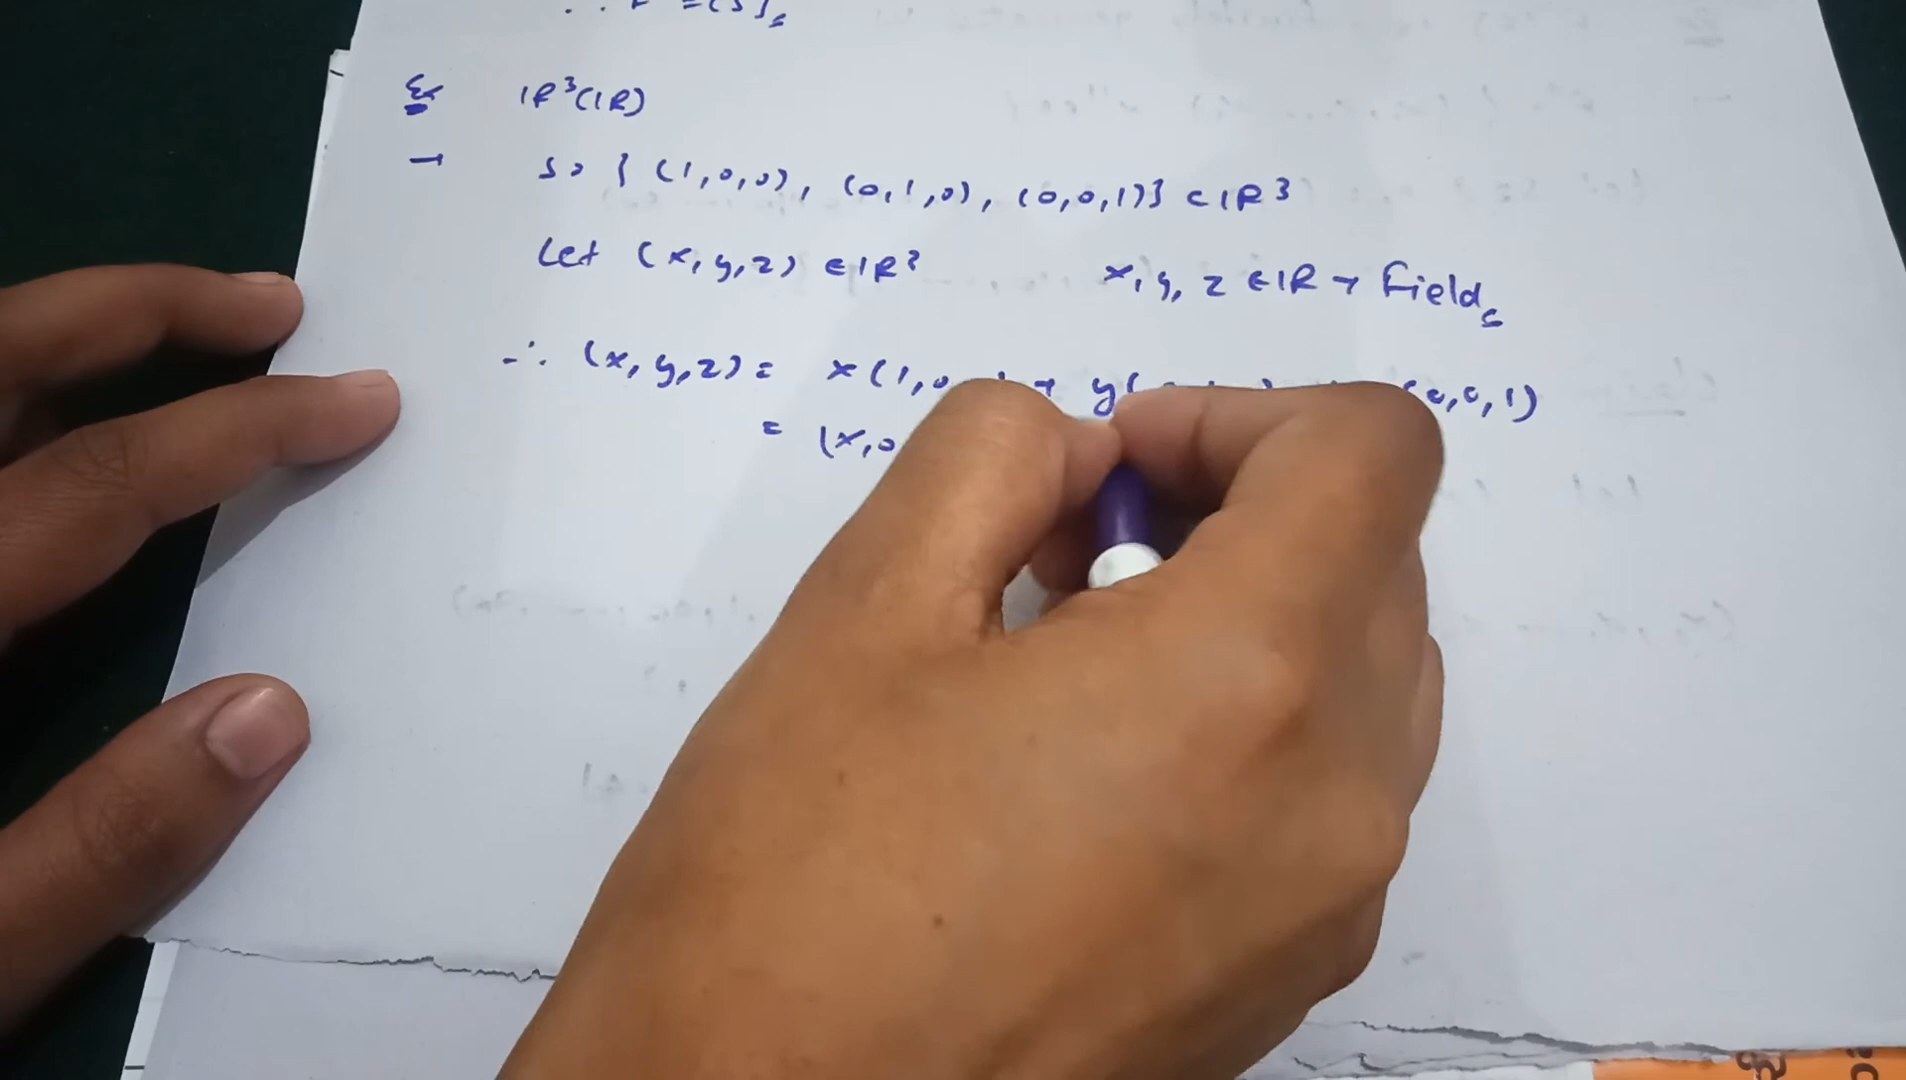 ∴ F = [S]
Ex ℝ³(ℝ)
→ S = { (1,0,0), (0,1,0), (0,0,1)} ⊂ ℝ³
Let (x,y,z) ∈ ℝ³ x,y,z ∈ ℝ → Field
∴ (x,y,z) = x(1,0 + y( 0,0,1)
= (x,0